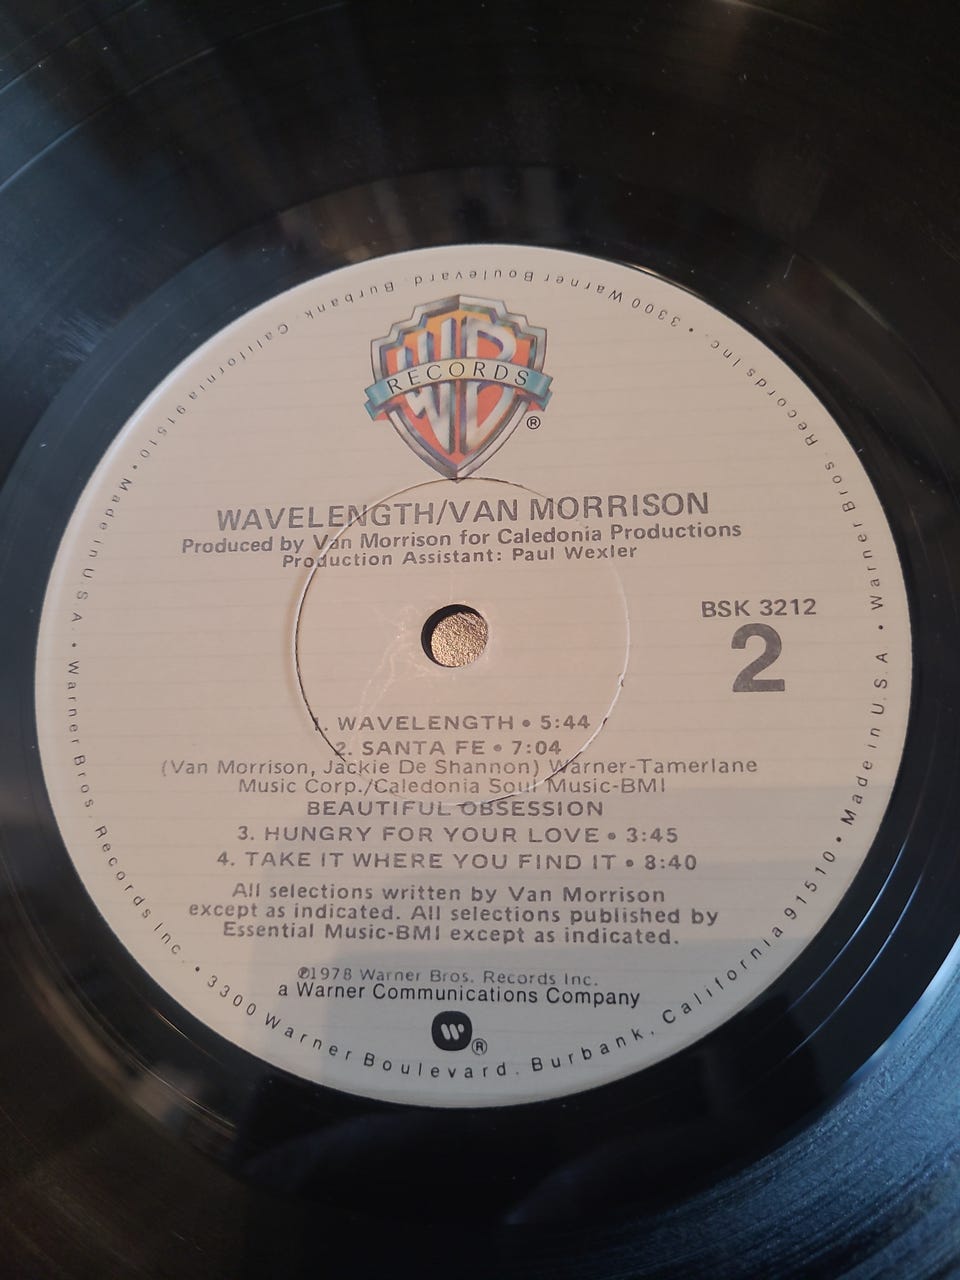 WB
RECORDS
®
WAVELENGTH/VAN MORRISON
Produced by Van Morrison for Caledonia Productions
Production Assistant: Paul Wexler
BSK 3212
2
1. WAVELENGTH • 5:44
2. SANTA FE • 7:04
(Van Morrison, Jackie De Shannon) Warner-Tamerlane
Music Corp./Caledonia Soul Music-BMI
BEAUTIFUL OBSESSION
3. HUNGRY FOR YOUR LOVE • 3:45
4. TAKE IT WHERE YOU FIND IT • 8:40
All selections written by Van Morrison
except as indicated. All selections published by
Essential Music-BMI except as indicated.
℗1978 Warner Bros. Records Inc.
a Warner Communications Company
W®
Warner Bros. Records Inc. • 3300 Warner Boulevard. Burbank, California 91510 • Made in U.S.A. • Warner Bros. Records Inc. • 3300 Warner Boulevard. Burbank, California 91510 • Made in U.S.A. •